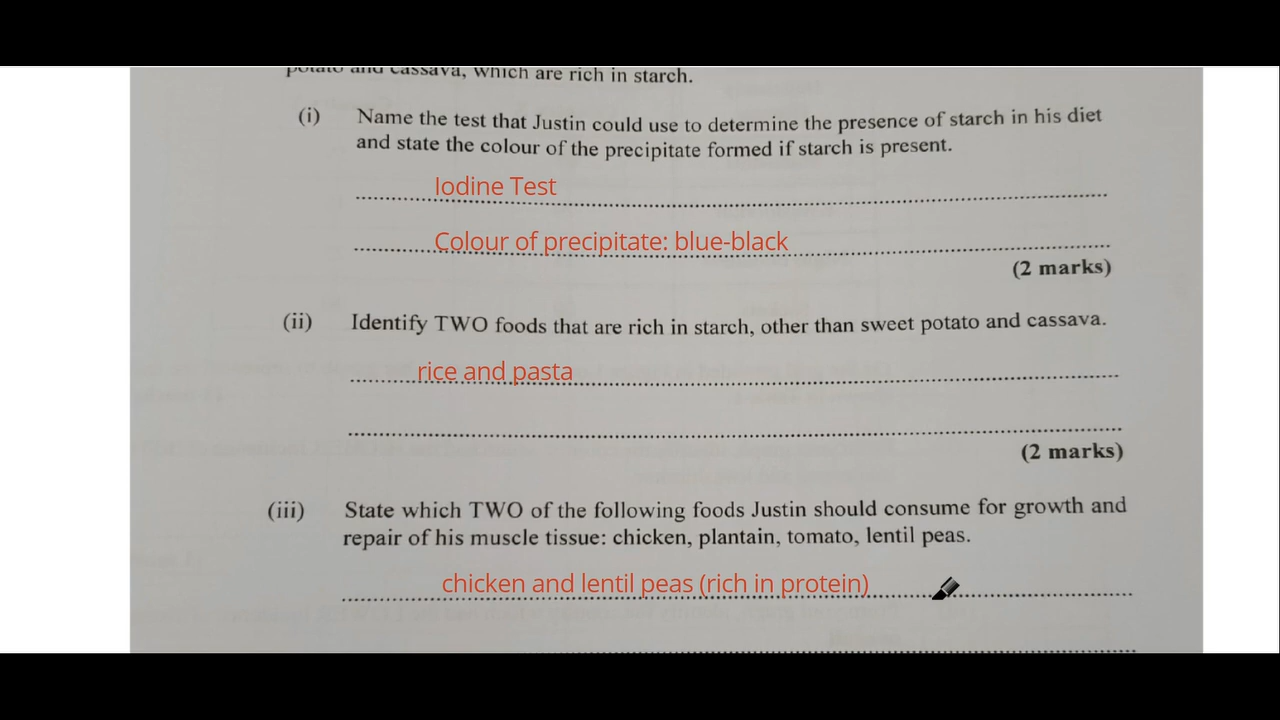 potato and cassava, which are rich in starch.
(i) Name the test that Justin could use to determine the presence of starch in his diet
and state the colour of the precipitate formed if starch is present.
Iodine Test
Colour of precipitate: blue-black
(2 marks)
(ii) Identify TWO foods that are rich in starch, other than sweet potato and cassava.
rice and pasta
(2 marks)
(iii) State which TWO of the following foods Justin should consume for growth and
repair of his muscle tissue: chicken, plantain, tomato, lentil peas.
chicken and lentil peas (rich in protein)